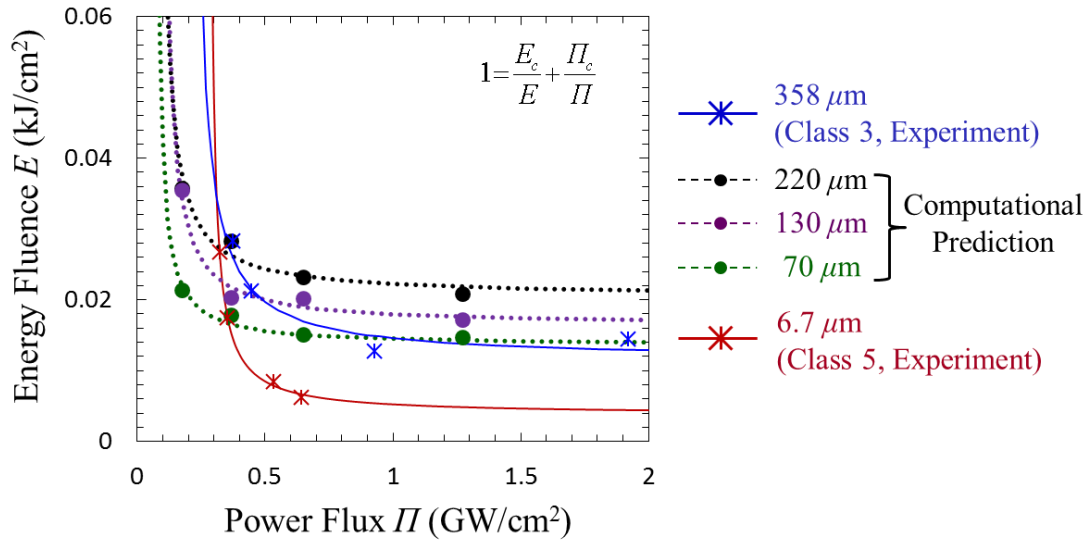 Energy Fluence E (kJ/cm²)
0.06
0.04
0.02
0
0
0.5
1
1.5
2
Power Flux Π (GW/cm²)
1=E_c/E+Π_c/Π
358 μm
(Class 3, Experiment)
220 μm
130 μm
70 μm
Computational
Prediction
6.7 μm
(Class 5, Experiment)